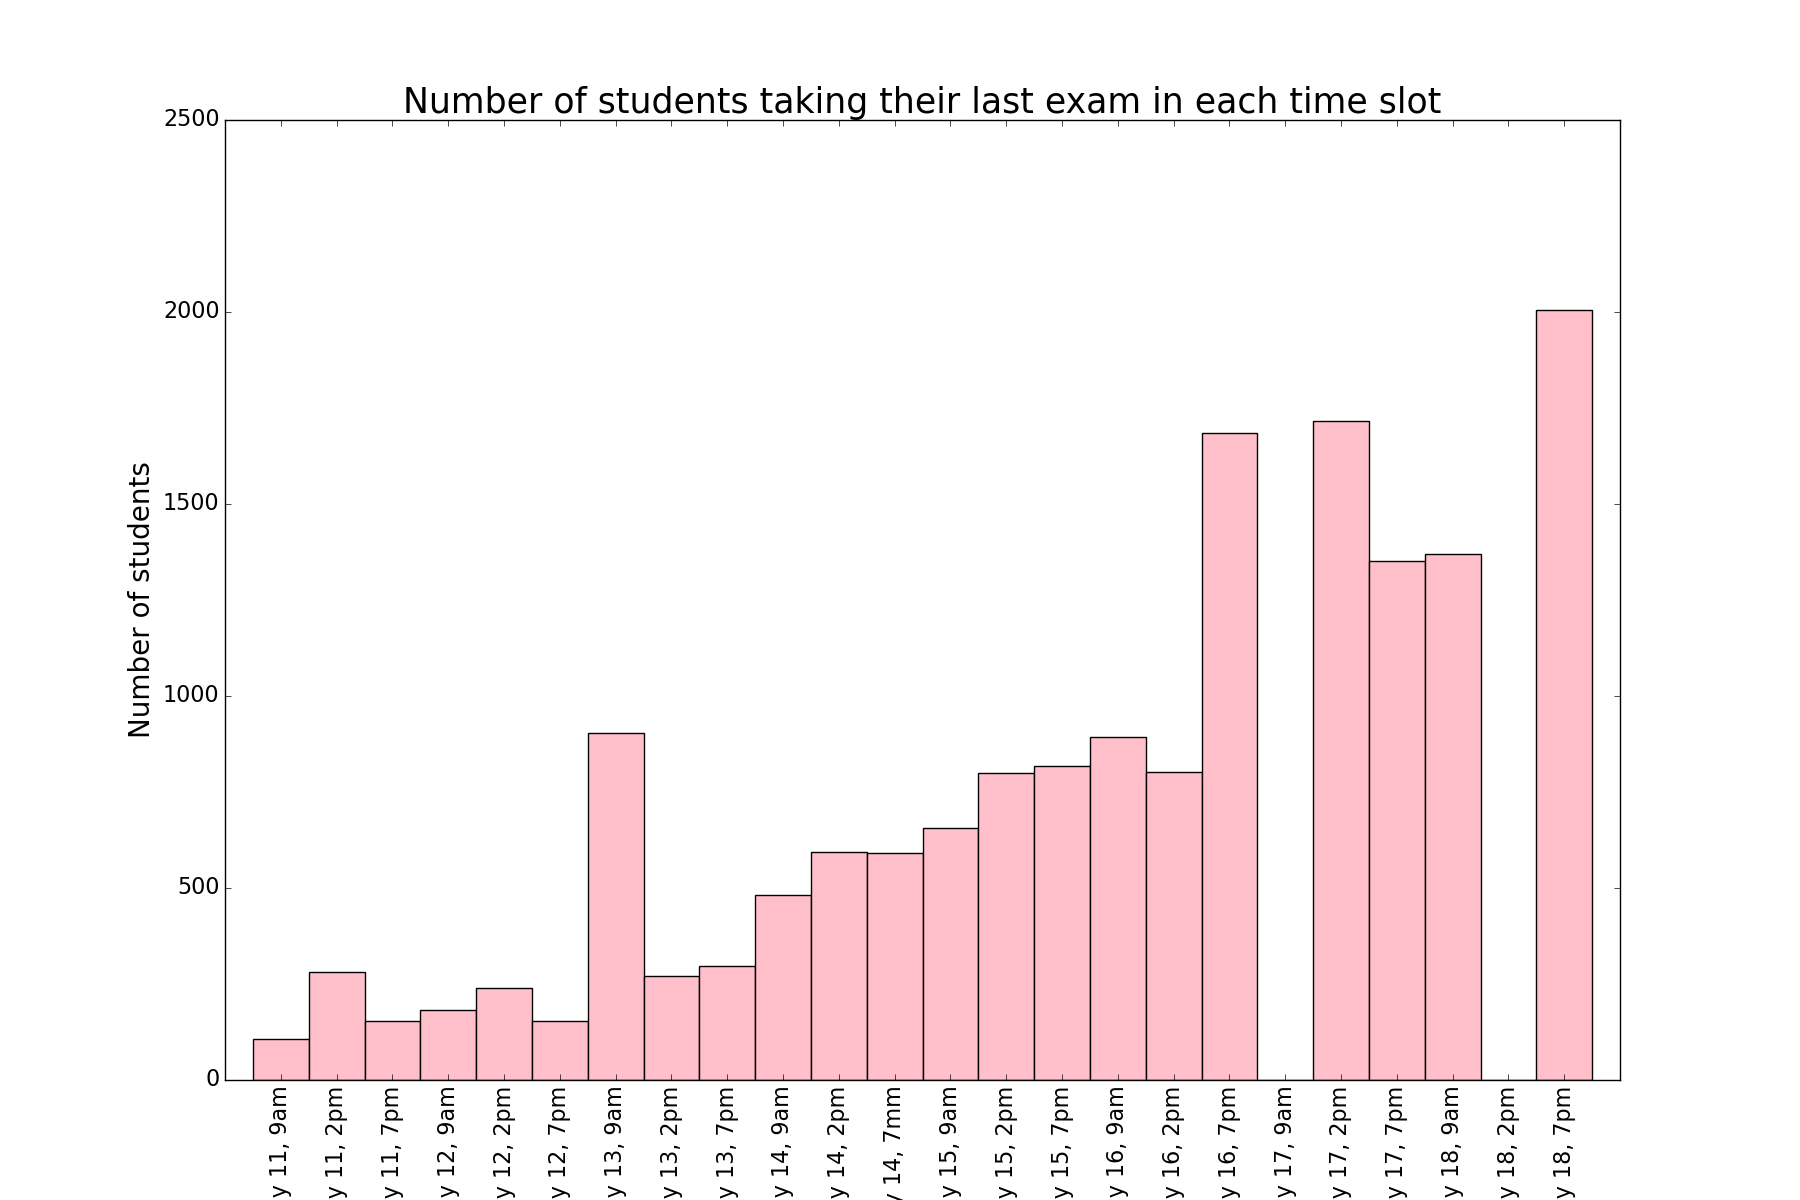 Number of students taking their last exam in each time slot
Number of students
2500
2000
1500
1000
500
0
y 11, 9am
y 11, 2pm
y 11, 7pm
y 12, 9am
y 12, 2pm
y 12, 7pm
y 13, 9am
y 13, 2pm
y 13, 7pm
y 14, 9am
y 14, 2pm
y 14, 7mm
y 15, 9am
y 15, 2pm
y 15, 7pm
y 16, 9am
y 16, 2pm
y 16, 7pm
y 17, 9am
y 17, 2pm
y 17, 7pm
y 18, 9am
y 18, 2pm
y 18, 7pm